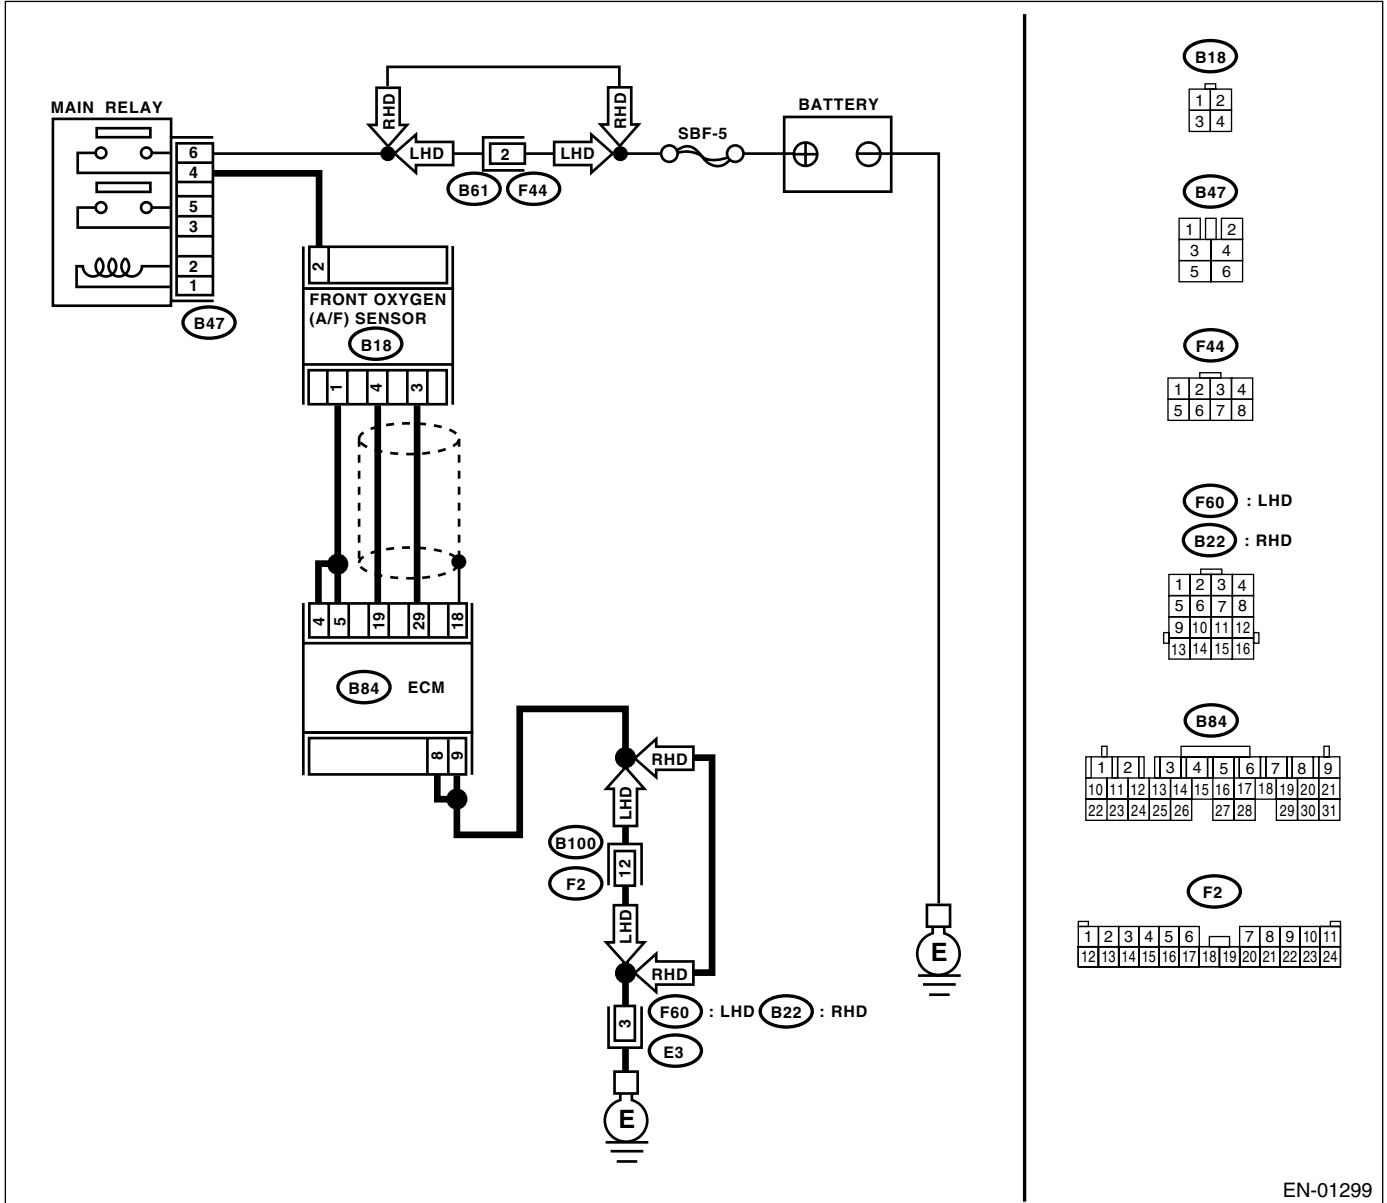 MAIN RELAY
6
4
5
3
2
1
B47
RHD
LHD
2
LHD
RHD
B61
F44
SBF-5
BATTERY
2
FRONT OXYGEN
(A/F) SENSOR
B18
1
4
3
4
5
19
29
18
B84
ECM
8
9
RHD
LHD
B100
12
F2
LHD
RHD
F60 : LHD B22 : RHD
3
E3
E
E
B18
1 2
3 4
B47
1 2
3 4
5 6
F44
1 2 3 4
5 6 7 8
F60 : LHD
B22 : RHD
1 2 3 4
5 6 7 8
9 10 11 12
13 14 15 16
B84
1 2 3 4 5 6 7 8 9
10 11 12 13 14 15 16 17 18 19 20 21
22 23 24 25 26 27 28 29 30 31
F2
1 2 3 4 5 6 7 8 9 10 11
12 13 14 15 16 17 18 19 20 21 22 23 24
EN-01299